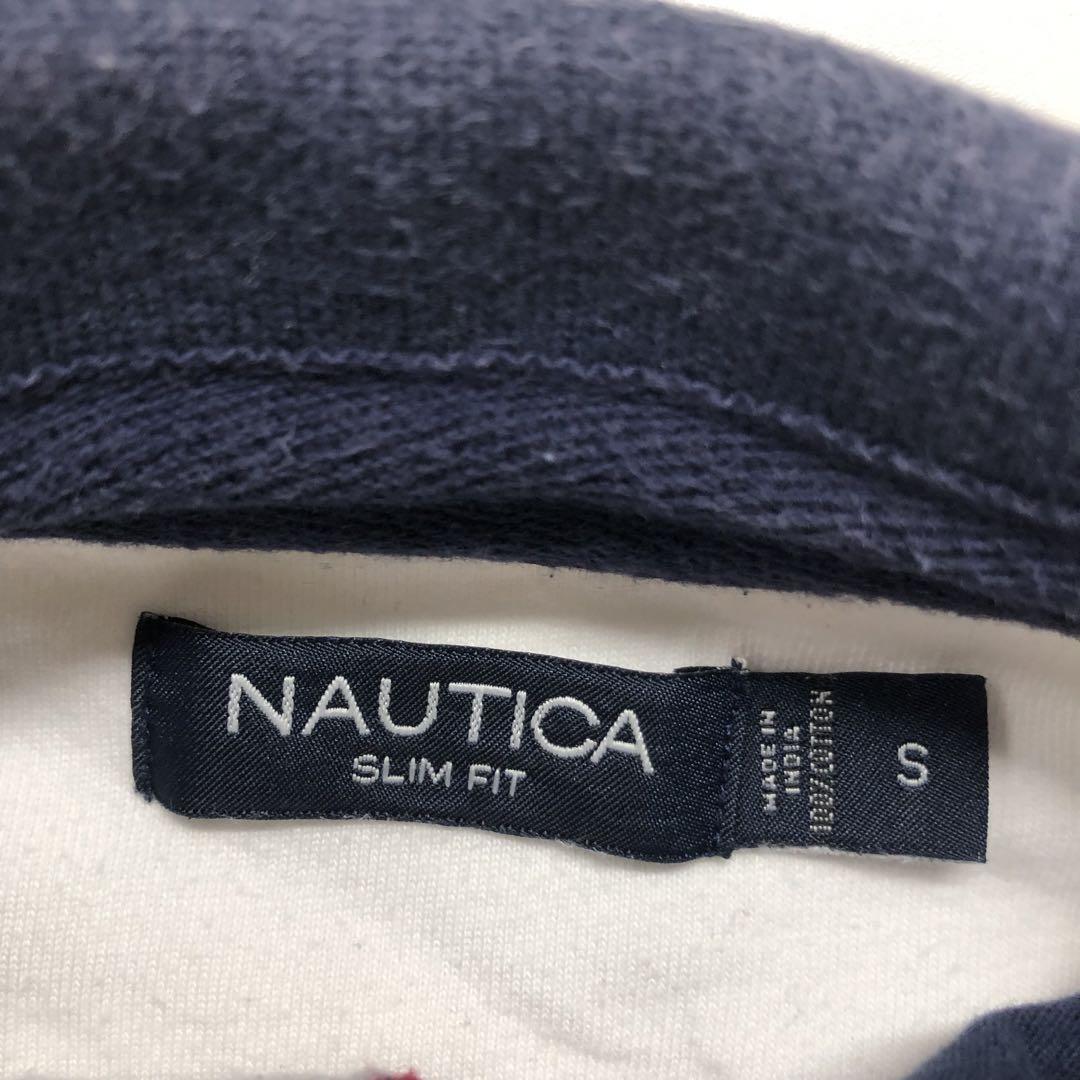 NAUTICA
SLIM FIT
MADE IN
INDIA
100% COTTON
S